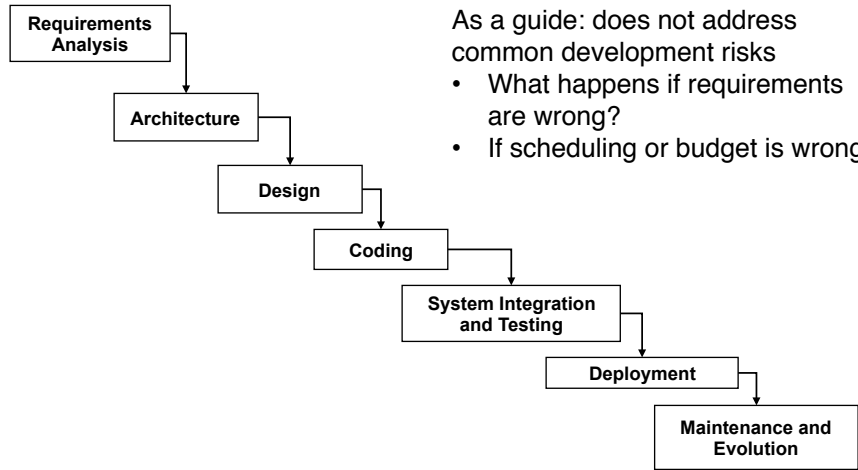 Requirements
Analysis
As a guide: does not address
common development risks
• What happens if requirements
are wrong?
• If scheduling or budget is wrong
Architecture
Design
Coding
System Integration
and Testing
Deployment
Maintenance and
Evolution